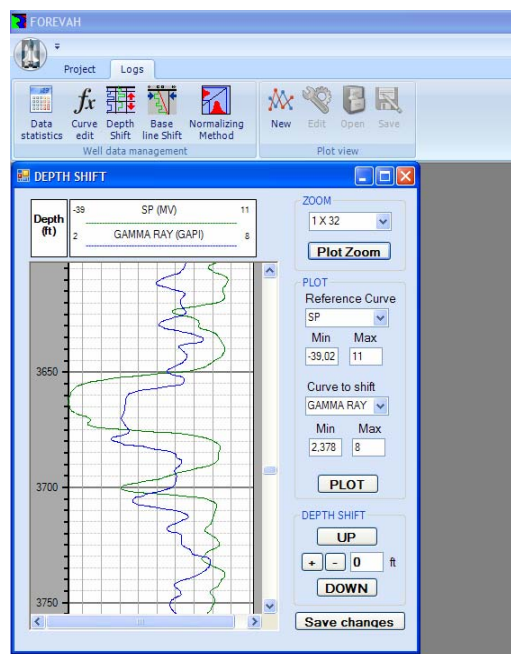 FOREVAH
Project Logs
Data statistics
Curve edit
Depth Shift
Base line Shift
Normalizing Method
New
Edit
Open
Save
Well data management
Plot view
DEPTH SHIFT
Depth (ft)
-39 SP (MV) 11
2 GAMMA RAY (GAPI) 8
3650
3700
3750
ZOOM
1 X 32
Plot Zoom
PLOT
Reference Curve
SP
Min Max
-39,02 11
Curve to shift
GAMMA RAY
Min Max
2,378 8
PLOT
DEPTH SHIFT
UP
+ - 0 ft
DOWN
Save changes